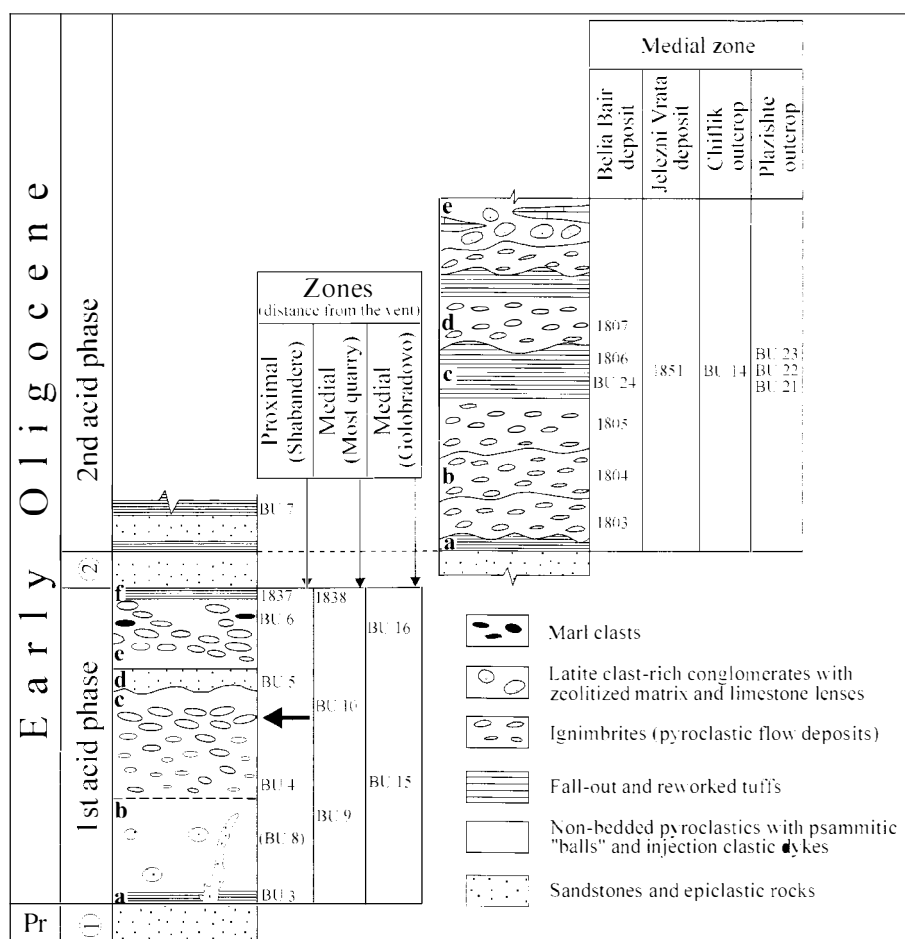 Medial zone
Belia Bair deposit
Jelezni Vrata deposit
Chiflik outcrop
Plazishte outcrop
e
d
c
b
a
1807
1806
BU 24
1805
1804
1803
1851
BU 14
BU 23
BU 22
BU 21
Zones
(distance from the vent)
Proximal (Shabandere)
Medial (Most quarry)
Medial (Golobradovo)
Early Oligocene
2nd acid phase
BU 7
2
1st acid phase
f
e
d
c
b
a
1837
BU 6
BU 5
BU 4
(BU 8)
BU 3
1838
BU 10
BU 9
BU 16
BU 15
Pr
1
Marl clasts
Latite clast-rich conglomerates with
zeolitized matrix and limestone lenses
Ignimbrites (pyroclastic flow deposits)
Fall-out and reworked tuffs
Non-bedded pyroclastics with psammitic
"balls" and injection clastic dykes
Sandstones and epiclastic rocks